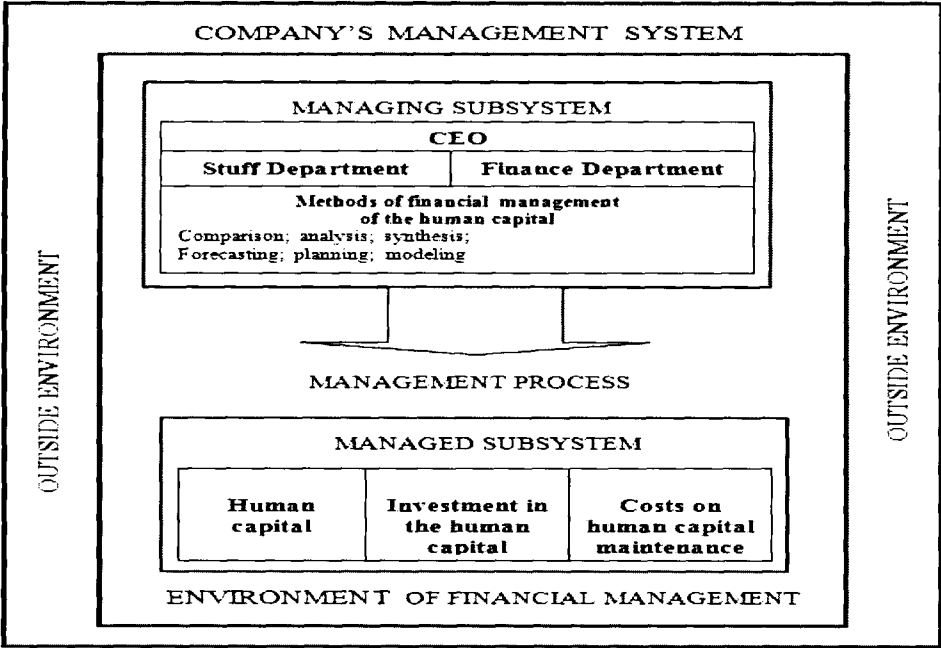 COMPANY'S MANAGEMENT SYSTEM
MANAGING SUBSYSTEM
CEO
Stuff Department
Finance Department
Methods of financial management
of the human capital
Comparison; analysis; synthesis;
Forecasting; planning; modeling
OUTSIDE ENVIRONMENT
OUTSIDE ENVIRONMENT
MANAGEMENT PROCESS
MANAGED SUBSYSTEM
Human
capital
Investment in
the human
capital
Costs on
human capital
maintenance
ENVIRONMENT OF FINANCIAL MANAGEMENT